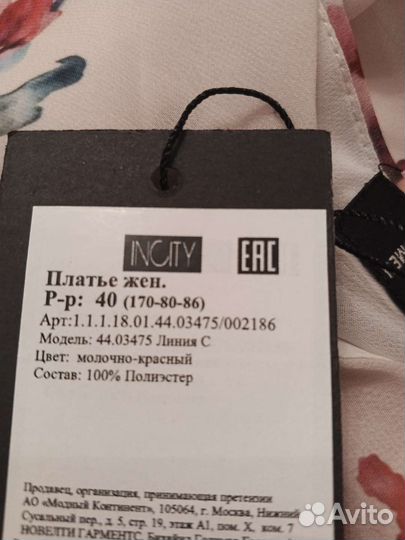 INCITY EAC
Платье жен.
Р-р: 40 (170-80-86)
Арт:1.1.1.18.01.44.03475/002186
Модель: 44.03475 Линия С
Цвет: молочно-красный
Состав: 100% Полиэстер
Продавец, организация, принимающая претензии
АО «Модный Континент», 105064, г. Москва, Нижний
Сусальный пер., д. 5, стр. 19, этаж А1, пом. X, ком. 7
НОВЕЛТИ ГАРМЕНТС,
Avito